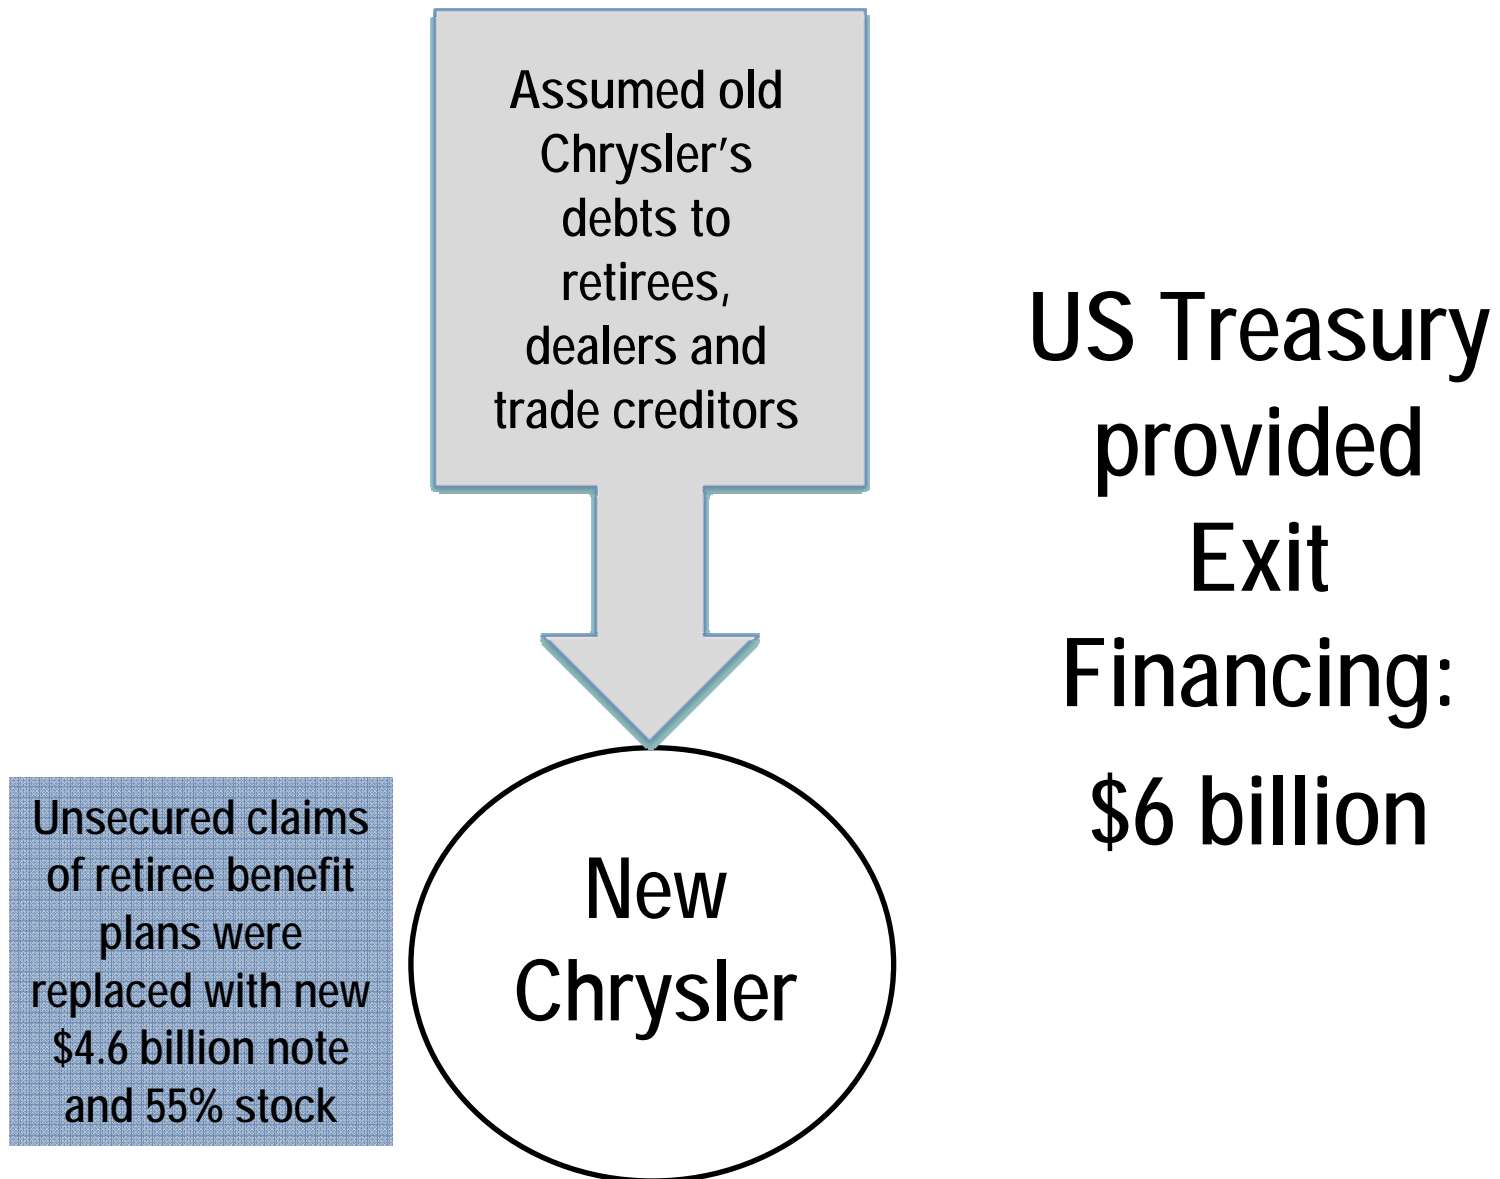 Assumed old
Chrysler’s
debts to
retirees,
dealers and
trade creditors
US Treasury
provided
Exit
Financing:
$6 billion
Unsecured claims
of retiree benefit
plans were
replaced with new
$4.6 billion note
and 55% stock
New
Chrysler